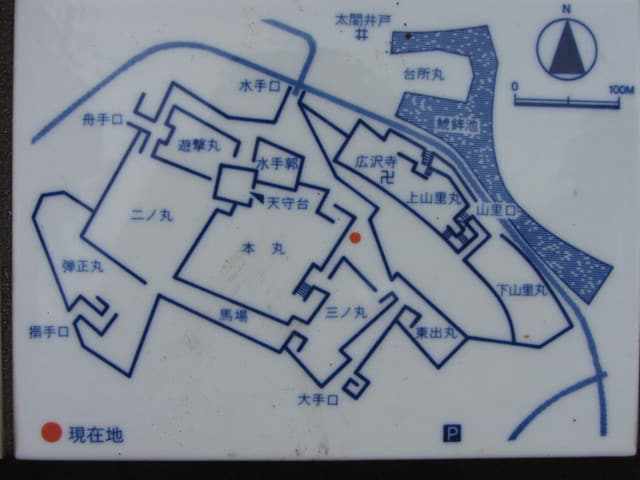 太閤井戸
N
台所丸
0 100M
水手口
舟手口
鯱鉾池
遊撃丸
水手郭
広沢寺
卍
上山里丸
山里口
天守台
二ノ丸
本丸
弾正丸
下山里丸
馬場
三ノ丸
東出丸
搦手口
大手口
現在地
P